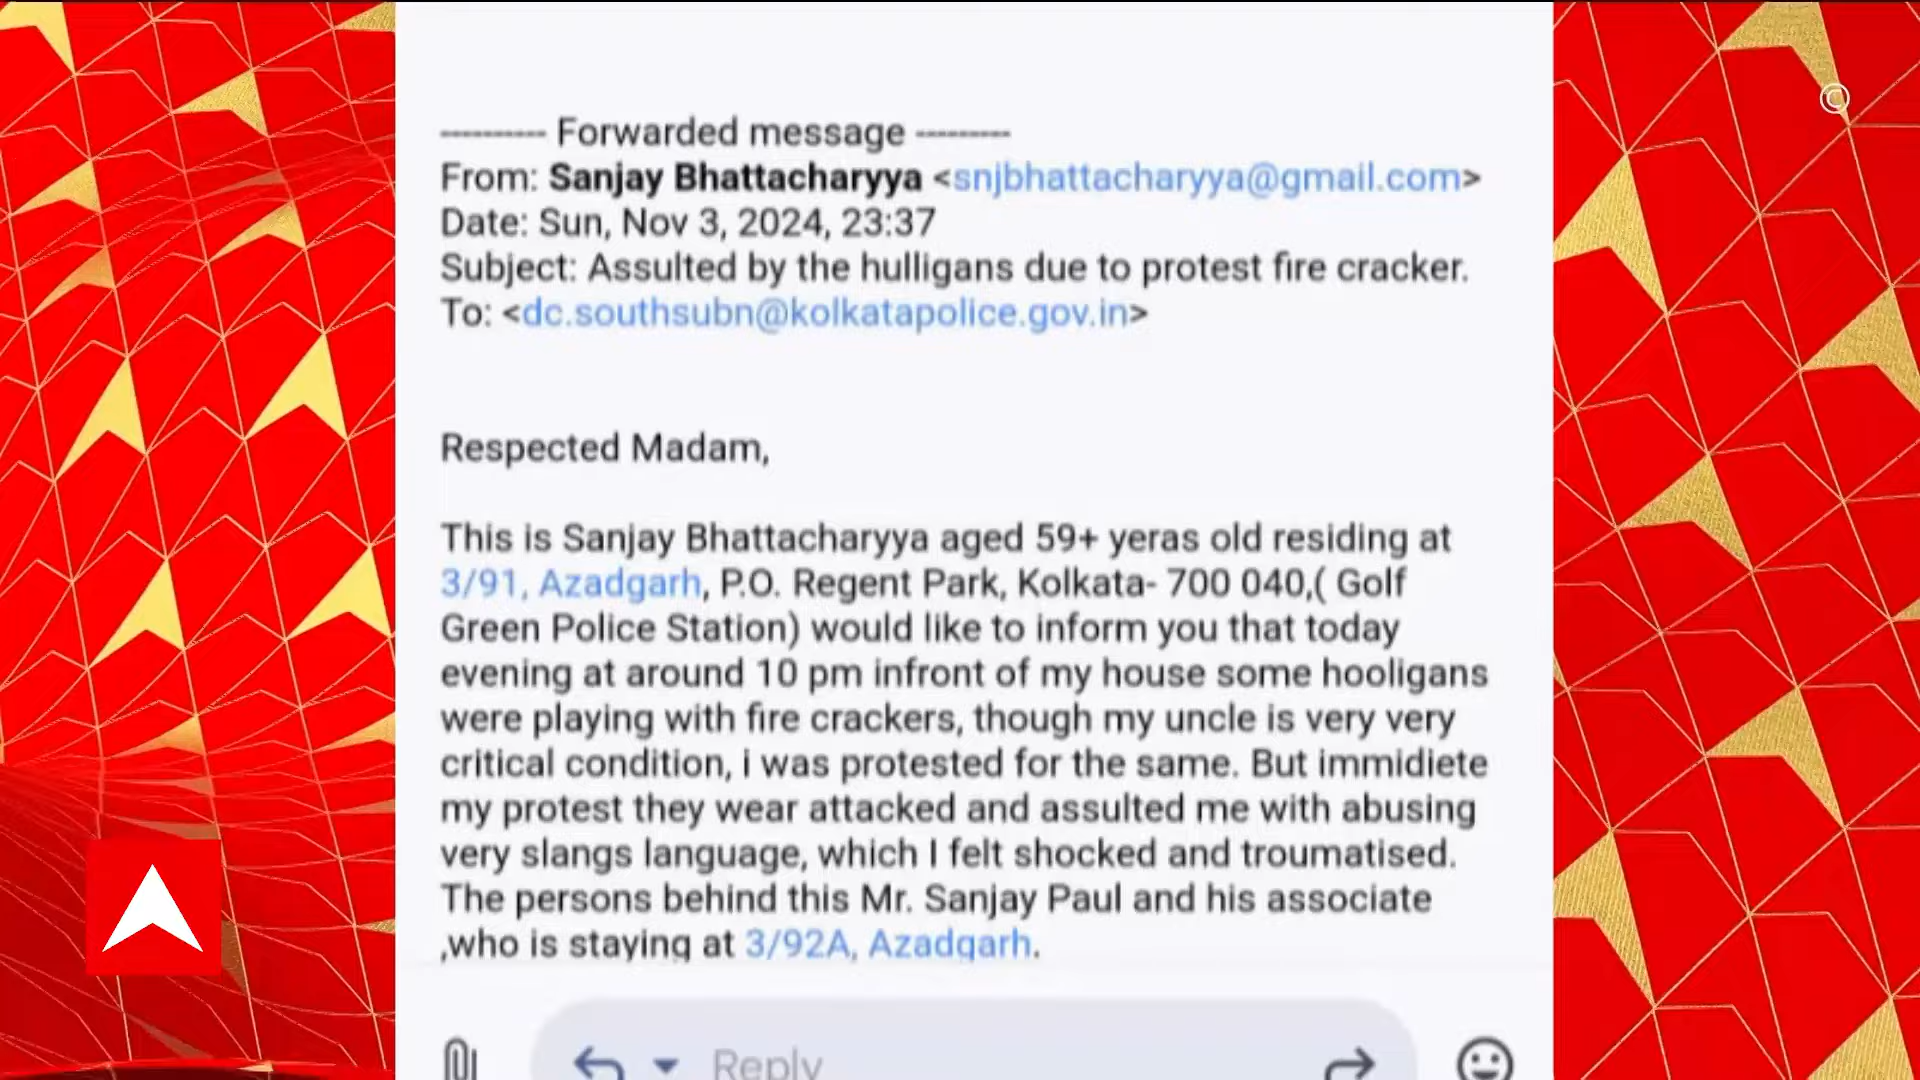 ---------- Forwarded message ---------
From: Sanjay Bhattacharyya <snjbhattacharyya@gmail.com>
Date: Sun, Nov 3, 2024, 23:37
Subject: Assulted by the hulligans due to protest fire cracker.
To: <dc.southsubn@kolkatapolice.gov.in>
Respected Madam,
This is Sanjay Bhattacharyya aged 59+ yeras old residing at
3/91, Azadgarh, P.O. Regent Park, Kolkata- 700 040,( Golf
Green Police Station) would like to inform you that today
evening at around 10 pm infront of my house some hooligans
were playing with fire crackers, though my uncle is very very
critical condition, i was protested for the same. But immidiete
my protest they wear attacked and assulted me with abusing
very slangs language, which I felt shocked and troumatised.
The persons behind this Mr. Sanjay Paul and his associate
,who is staying at 3/92A, Azadgarh.
Reply
©